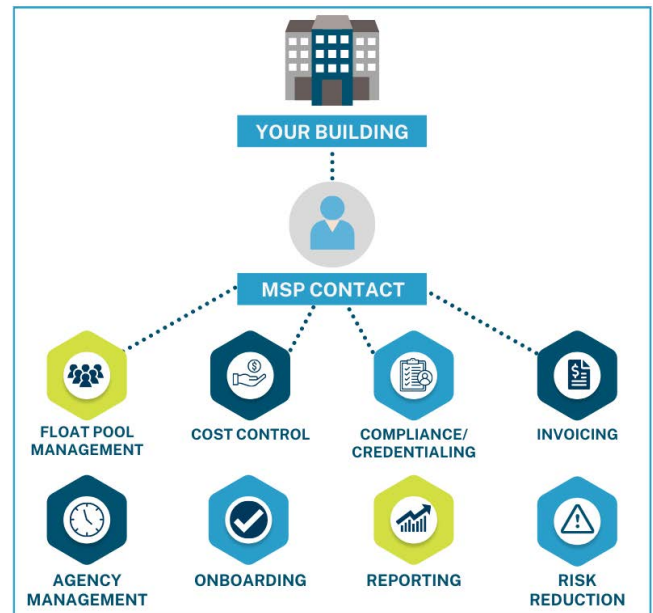 YOUR BUILDING
MSP CONTACT
FLOAT POOL
MANAGEMENT
COST CONTROL
COMPLIANCE/
CREDENTIALING
INVOICING
AGENCY
MANAGEMENT
ONBOARDING
REPORTING
RISK
REDUCTION